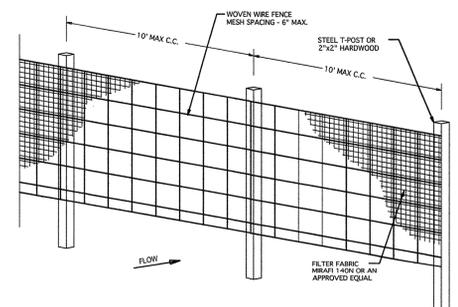 WOVEN WIRE FENCE
MESH SPACING - 6" MAX.
10' MAX C.C.
STEEL T-POST OR
2"x2" HARDWOOD
10' MAX C.C.
FLOW
FILTER FABRIC
MIRAFI 140N OR AN
APPROVED EQUAL